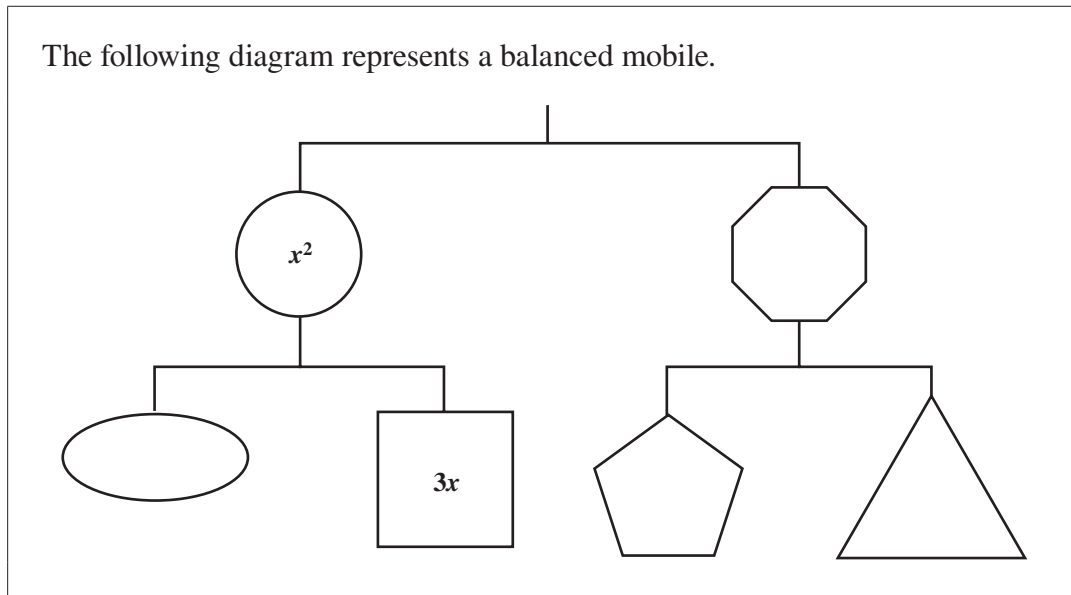 The following diagram represents a balanced mobile.
x²
3x